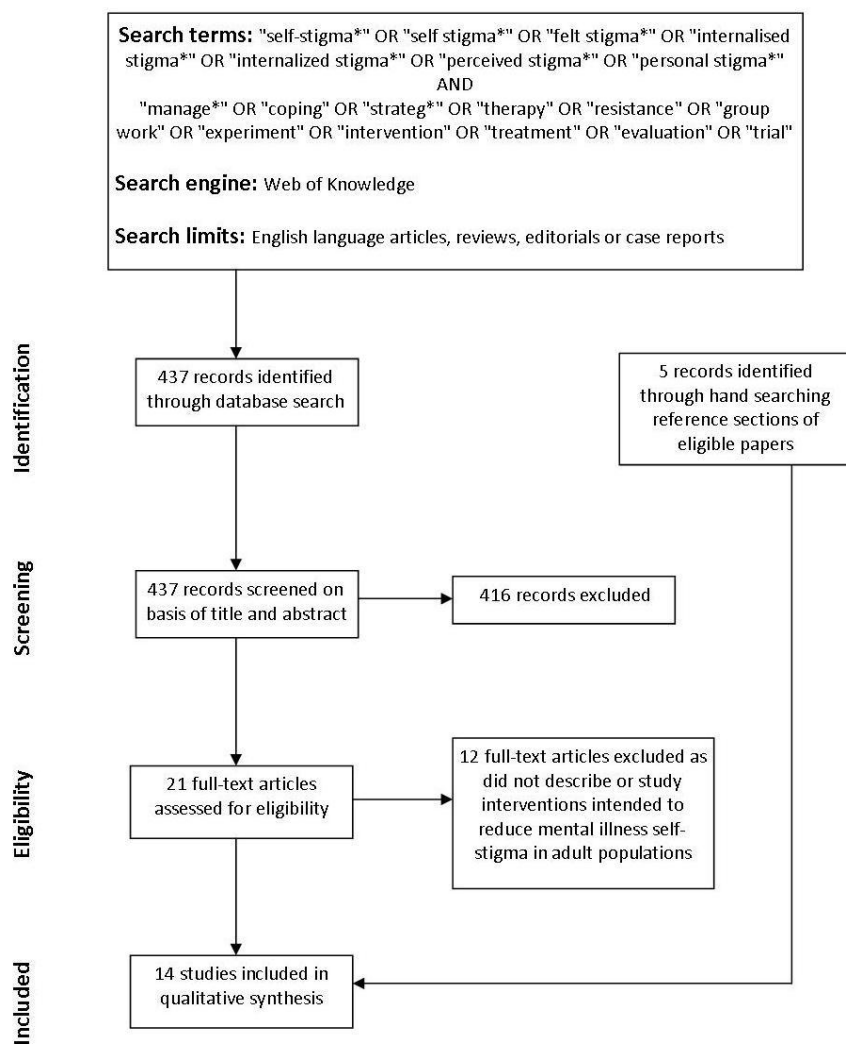 Search terms: "self-stigma*" OR "self stigma*" OR "felt stigma*" OR "internalised
stigma*" OR "internalized stigma*" OR "perceived stigma*" OR "personal stigma*"
AND
"manage*" OR "coping" OR "strateg*" OR "therapy" OR "resistance" OR "group
work" OR "experiment" OR "intervention" OR "treatment" OR "evaluation" OR "trial"
Search engine: Web of Knowledge
Search limits: English language articles, reviews, editorials or case reports
Identification
437 records identified
through database search
5 records identified
through hand searching
reference sections of
eligible papers
Screening
437 records screened on
basis of title and abstract
416 records excluded
Eligibility
21 full-text articles
assessed for eligibility
12 full-text articles excluded as
did not describe or study
interventions intended to
reduce mental illness self-
stigma in adult populations
Included
14 studies included in
qualitative synthesis